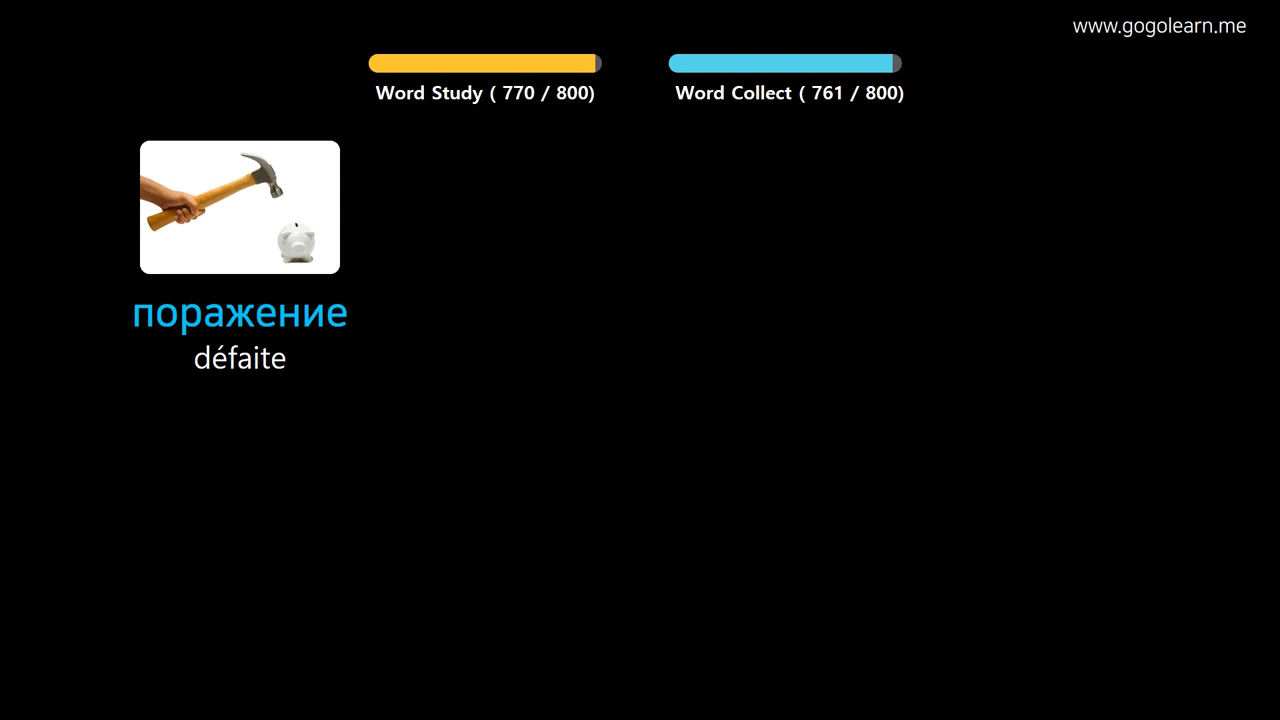 www.gogolearn.me
Word Study ( 770 / 800)
Word Collect ( 761 / 800)
поражение
défaite